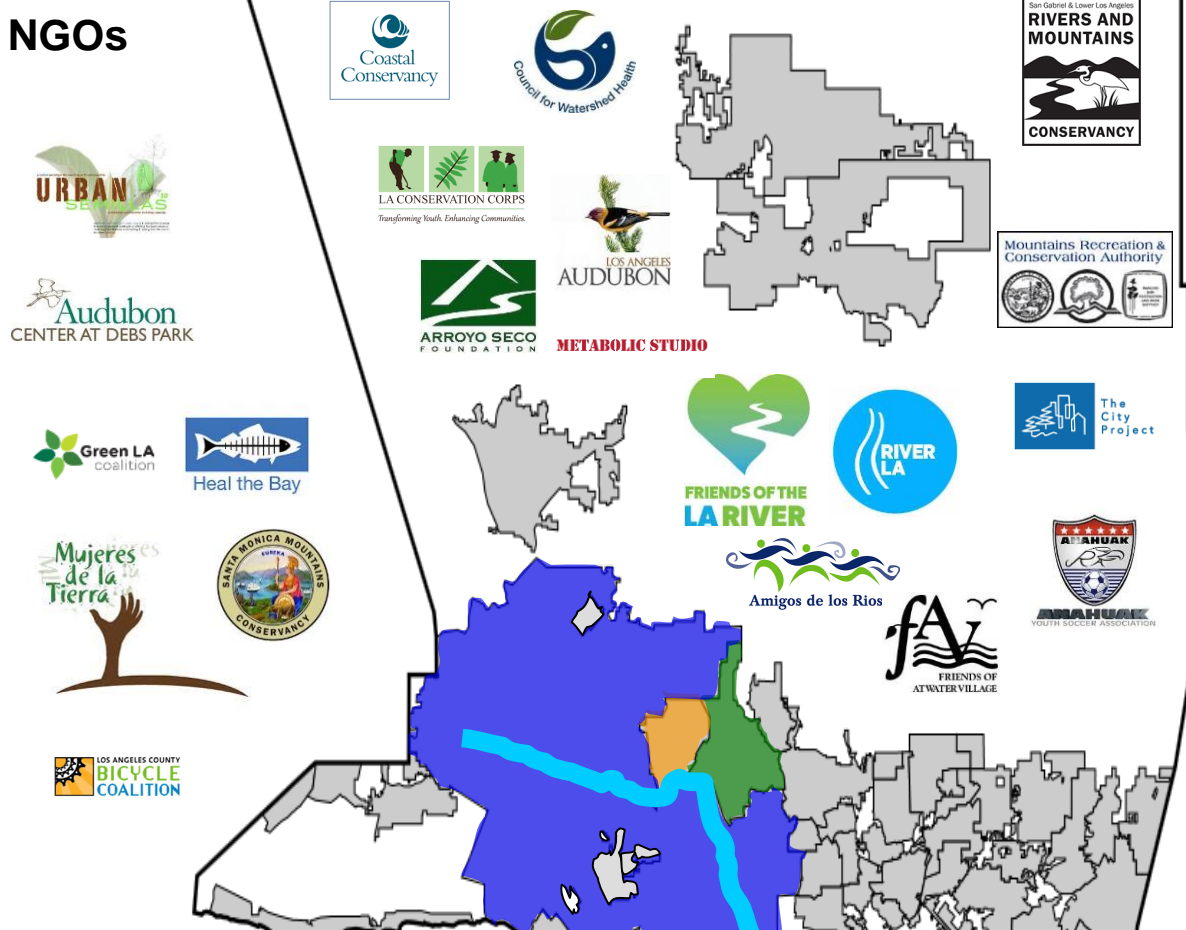 NGOs
Coastal
Conservancy
Council for Watershed Health
San Gabriel & Lower Los Angeles
RIVERS AND
MOUNTAINS
CONSERVANCY
URBAN
LA CONSERVATION CORPS
Transforming Youth. Enhancing Communities.
LOS ANGELES
AUDUBON
Mountains Recreation &
Conservation Authority
Audubon
CENTER AT DEBS PARK
ARROYO SECO
FOUNDATION
METABOLIC STUDIO
FRIENDS OF THE
LA RIVER
RIVER
LA
The
City
Project
Green LA
coalition
Heal the Bay
Mujeres
de la
Tierra
SANTA MONICA MOUNTAINS
EUREKA
CONSERVANCY
Amigos de los Rios
ANAHUAK
ANAHUAK
YOUTH SOCCER ASSOCIATION
fAV
FRIENDS OF
ATWATER VILLAGE
LOS ANGELES COUNTY
BICYCLE
COALITION